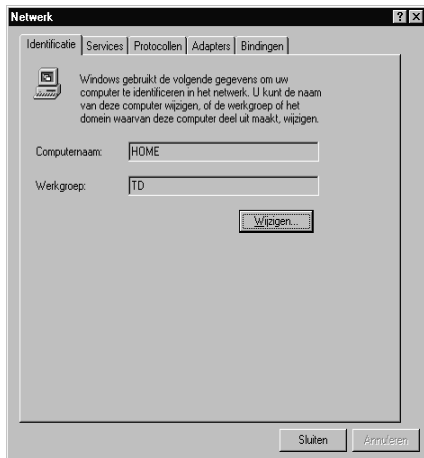 Netwerk
Identificatie Services Protocollen Adapters Bindingen
Windows gebruikt de volgende gegevens om uw
computer te identificeren in het netwerk. U kunt de naam
van deze computer wijzigen, of de werkgroep of het
domein waarvan deze computer deel uit maakt, wijzigen.
Computernaam: HOME
Werkgroep: TD
Wijzigen...
Sluiten Annuleren